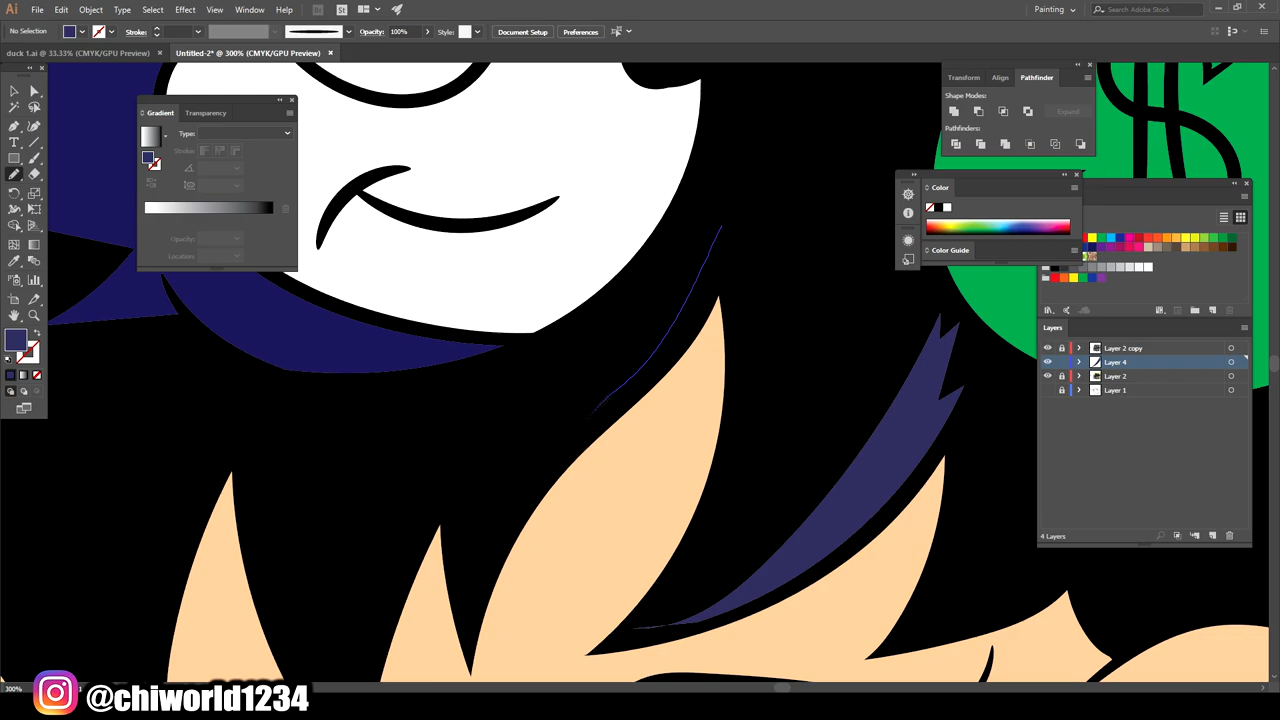 Ai File Edit Object Type Select Effect View Window Help Br St Painting Search Adobe Stock
No Selection Stroke: Opacity: 100% Style: Document Setup Preferences
duck 1.ai @ 33.33% (CMYK/GPU Preview) × Untitled-2* @ 300% (CMYK/GPU Preview) ×
Transform Align Pathfinder
Shape Modes:
Expand
Pathfinders:
Gradient Transparency
Type:
Stroke:
Opacity:
Location:
Color
Color Guide
Layers
Layer 2 copy
Layer 4
Layer 2
Layer 1
4 Layers
300%
@chiworld1234